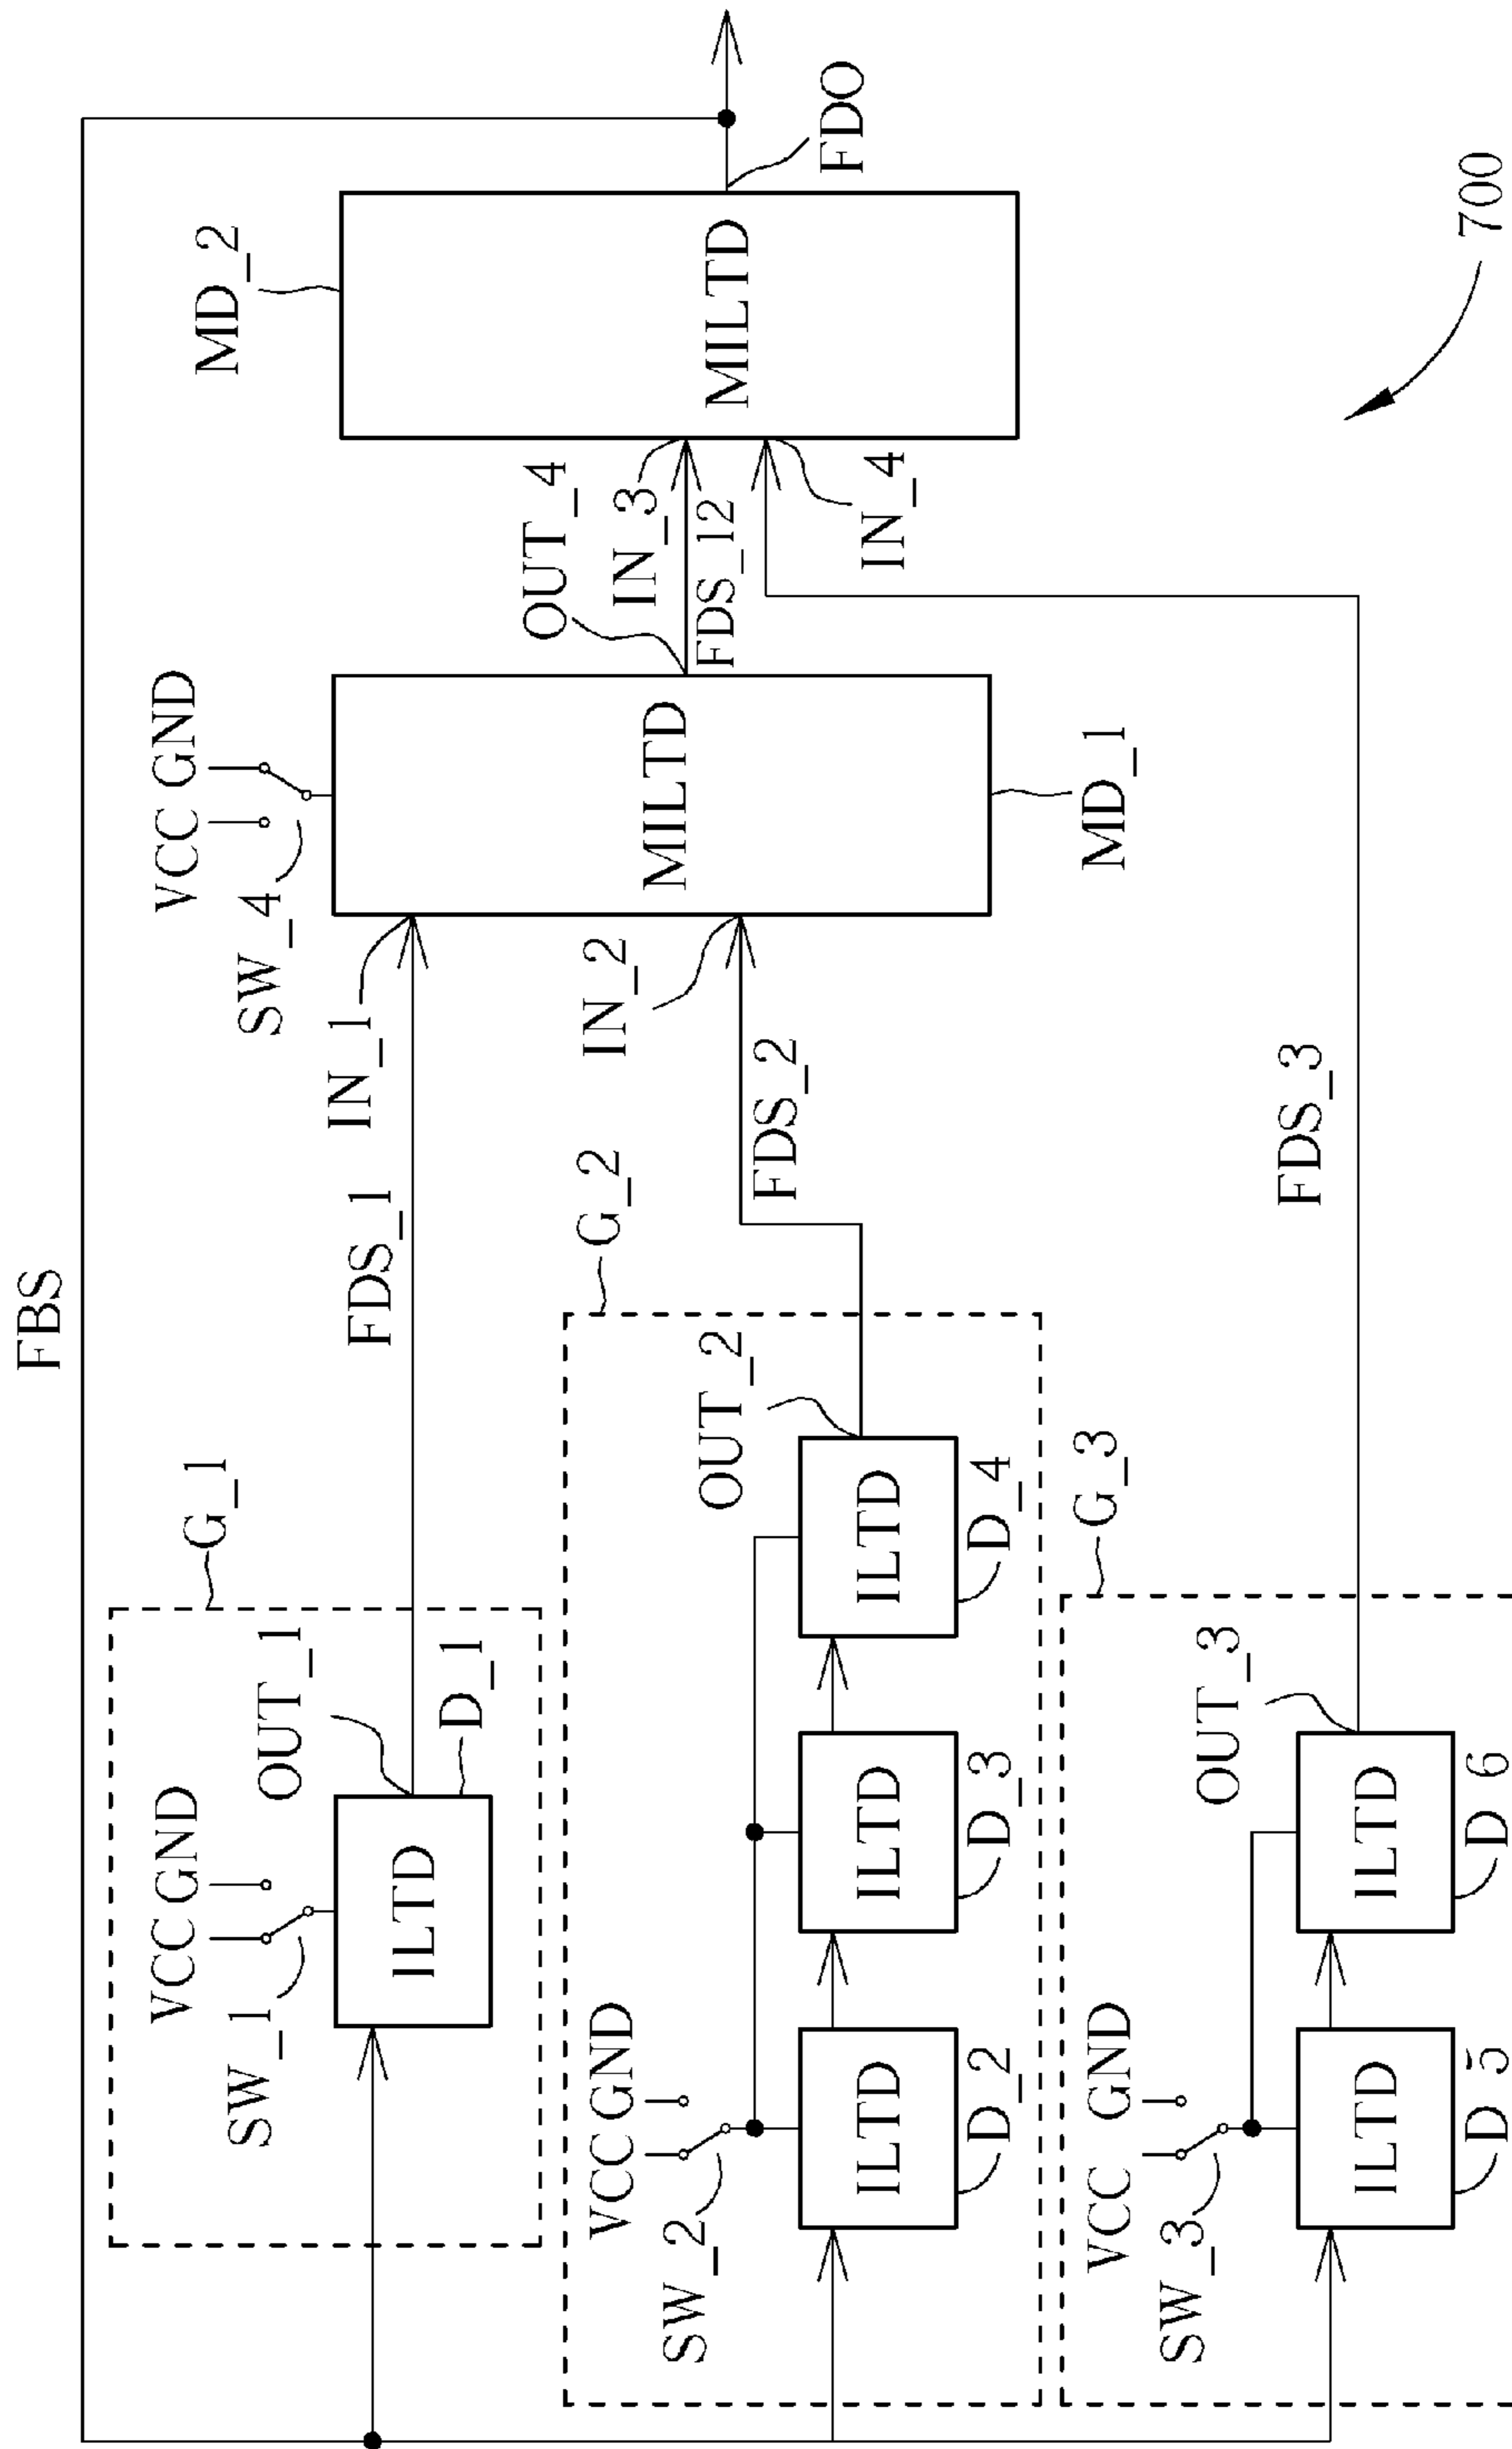 FBS
G_1
VCC GND
SW_1
OUT_1
ILTD
D_1
FDS_1
IN_1
VCC GND
SW_4
MILTD
MD_1
OUT_4
IN_3
FDS_12
MD_2
MILTD
FDO
G_2
VCC GND
SW_2
ILTD
D_2
ILTD
D_3
ILTD
D_4
OUT_2
FDS_2
IN_2
IN_4
G_3
VCC GND
SW_3
ILTD
D_5
ILTD
D_6
OUT_3
FDS_3
700